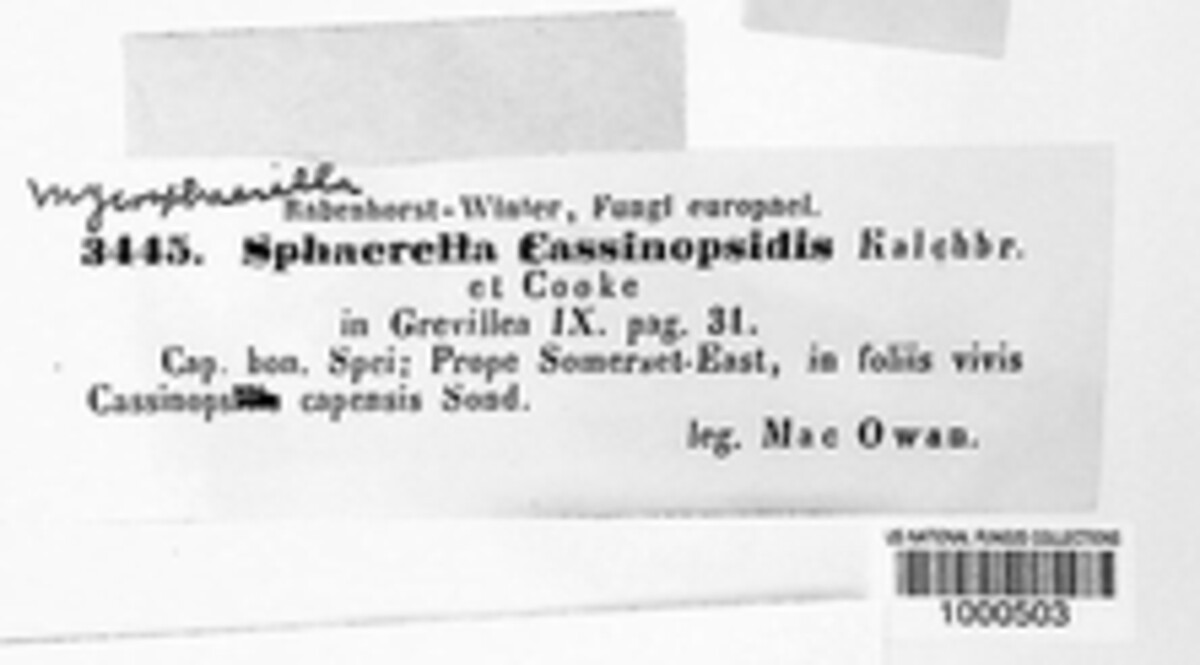 Mycosphaerella
Rabenhorst-Winter, Fungi europaei.
3445. Sphaerella Cassinopsidis Kalchbr.
et Cooke
in Grevillea IX. pag. 31.
Cap. bon. Spei; Prope Somerset-East, in foliis vivis
capensis Sond.
leg. Mac Owan.
US NATIONAL FUNGUS COLLECTIONS
1000503